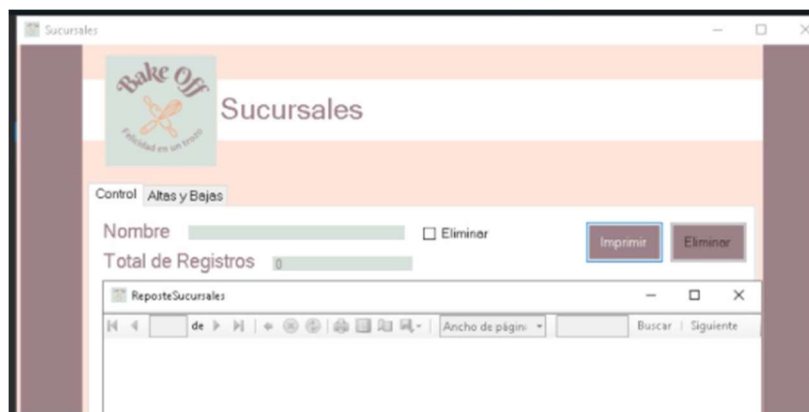 Sucursales
Bake Off
Felicidad en un trozo
Sucursales
Control Altas y Bajas
Nombre Eliminar Imprimir Eliminar
Total de Registros 0
ReposteSucursales
de Ancho de págin Buscar | Siguiente